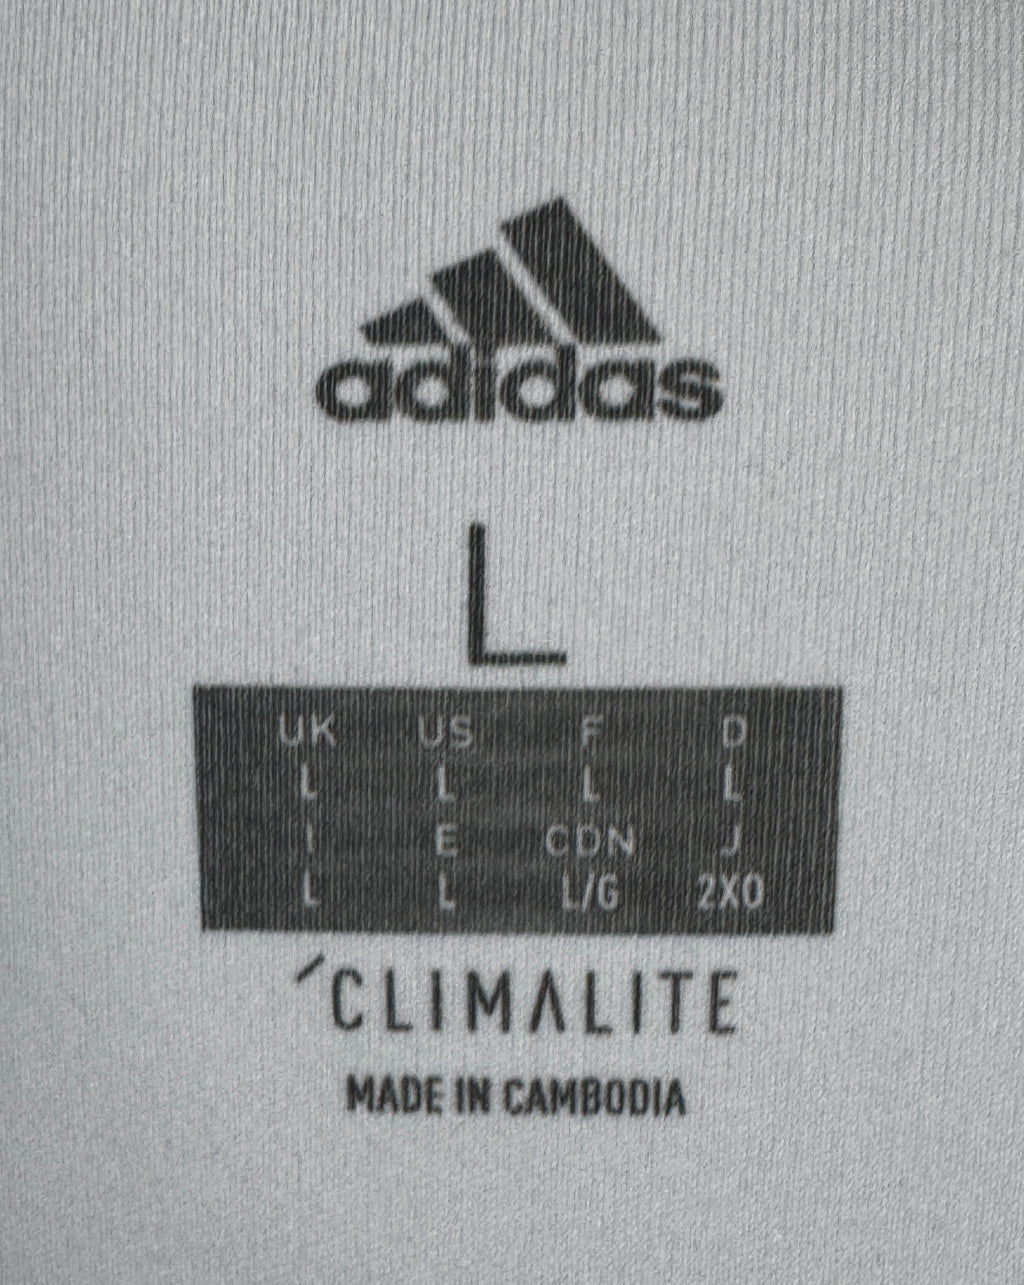 adidas
L
UK US F D
L L L L
I E CDN J
L L L/G 2XO
CLIMALITE
MADE IN CAMBODIA